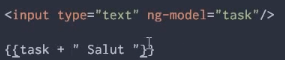 <input type="text" ng-model="task"/>
{{task + " Salut "}}